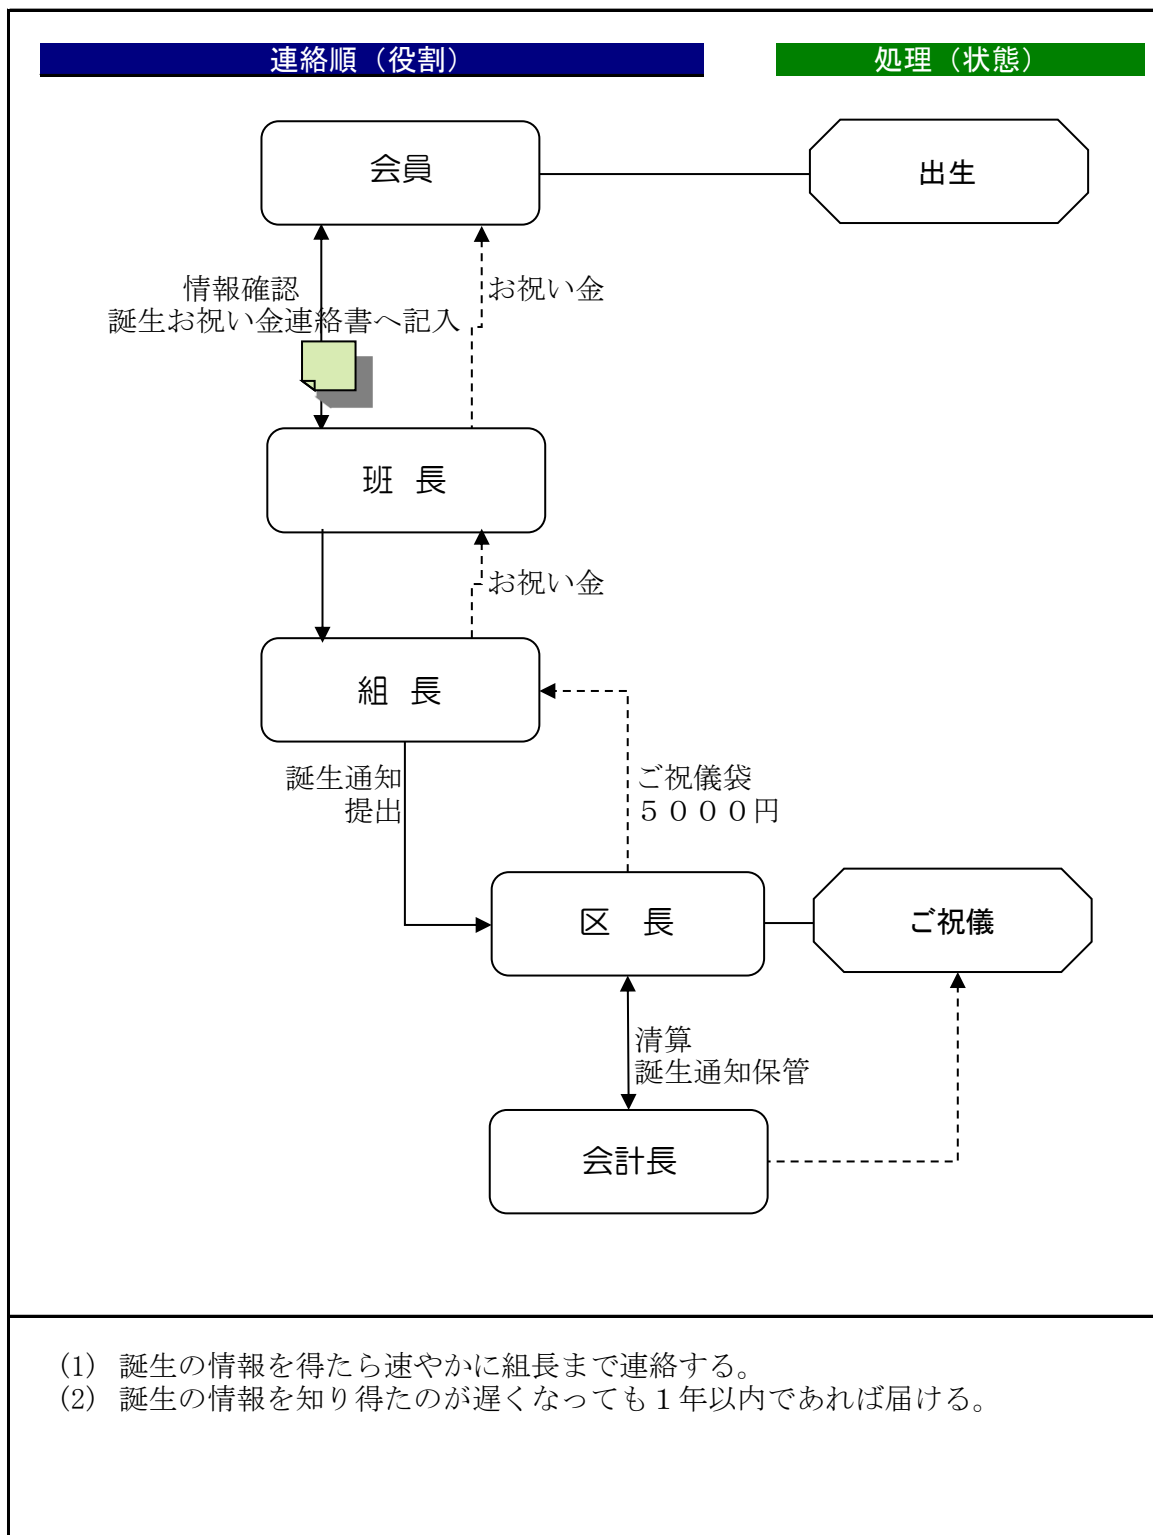 連絡順（役割）
処理（状態）
会員
出生
情報確認
誕生お祝い金連絡書へ記入
お祝い金
班 長
お祝い金
組 長
誕生通知
提出
ご祝儀袋
５０００円
区　長
ご祝儀
清算
誕生通知保管
会計長
(1) 誕生の情報を得たら速やかに組長まで連絡する。
(2) 誕生の情報を知り得たのが遅くなっても１年以内であれば届ける。